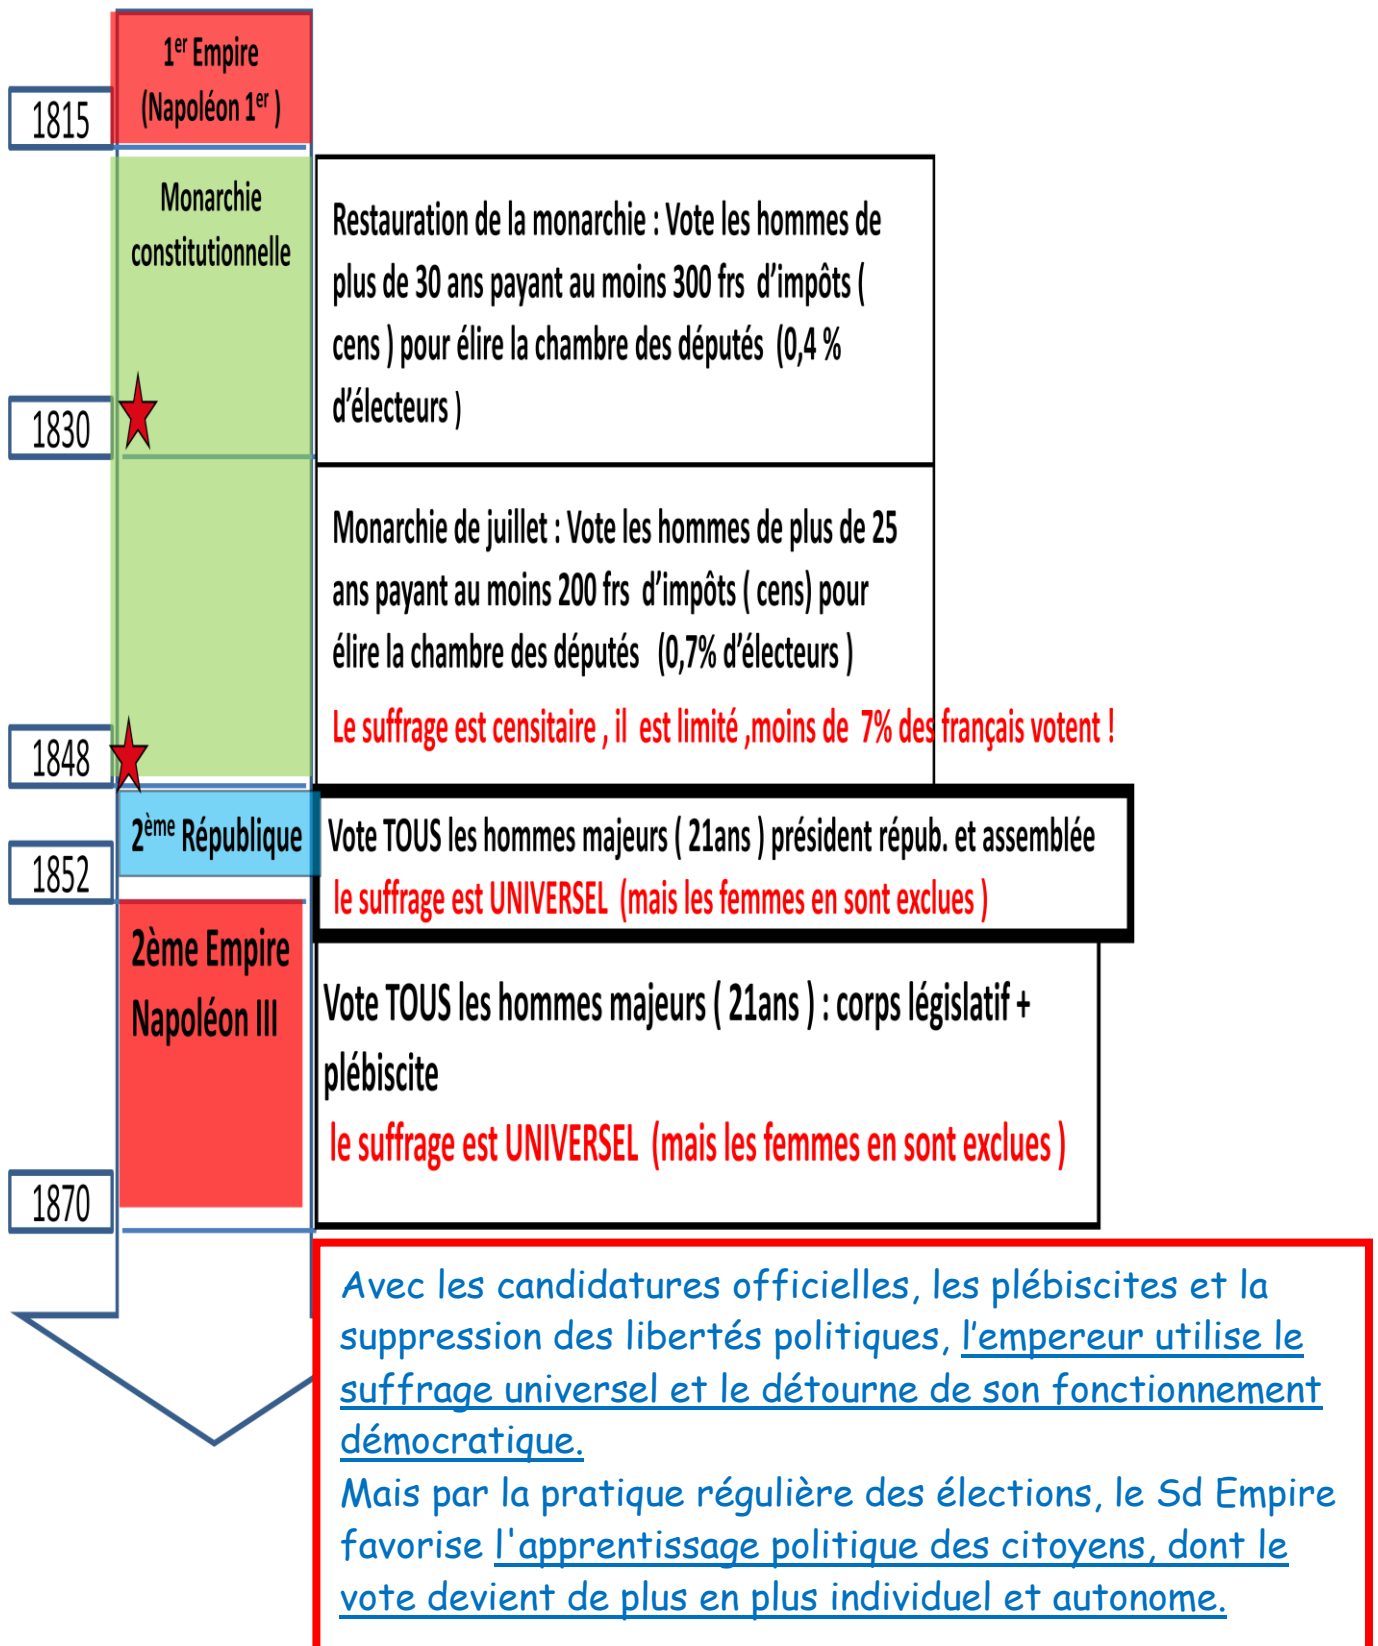 1er Empire
(Napoléon 1er )
1815
Monarchie
constitutionnelle
Restauration de la monarchie : Vote les hommes de
plus de 30 ans payant au moins 300 frs d'impôts (
cens ) pour élire la chambre des députés (0,4 %
d'électeurs )
1830
Monarchie de juillet : Vote les hommes de plus de 25
ans payant au moins 200 frs d'impôts ( cens) pour
élire la chambre des députés (0,7% d'électeurs )
Le suffrage est censitaire , il est limité ,moins de 7% des français votent !
1848
2ème République
Vote TOUS les hommes majeurs ( 21ans ) président répub. et assemblée
le suffrage est UNIVERSEL (mais les femmes en sont exclues )
1852
2ème Empire
Napoléon III
Vote TOUS les hommes majeurs ( 21ans ) : corps législatif +
plébiscite
le suffrage est UNIVERSEL (mais les femmes en sont exclues )
1870
Avec les candidatures officielles, les plébiscites et la
suppression des libertés politiques, l'empereur utilise le
suffrage universel et le détourne de son fonctionnement
démocratique.
Mais par la pratique régulière des élections, le Sd Empire
favorise l'apprentissage politique des citoyens, dont le
vote devient de plus en plus individuel et autonome.